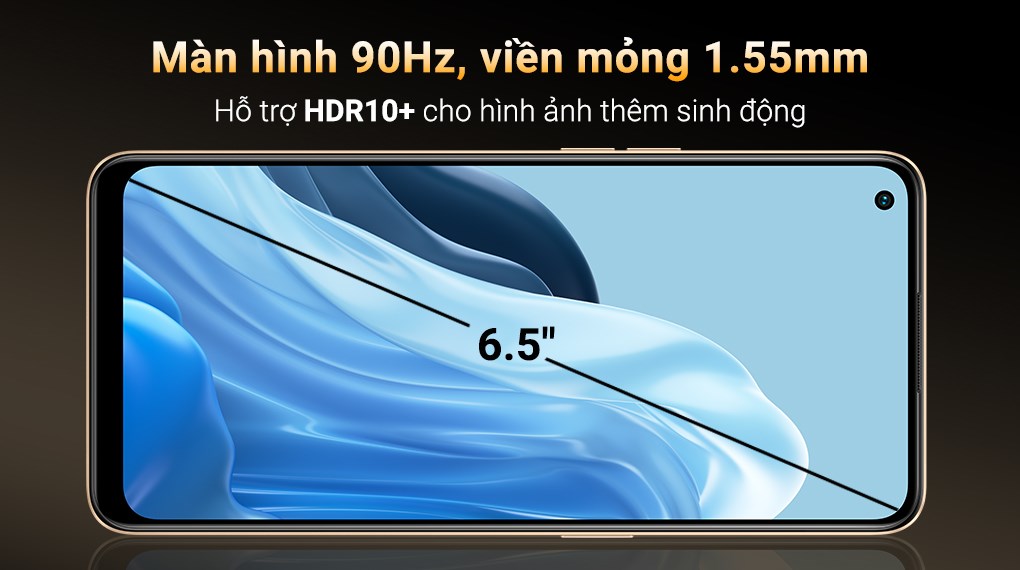 Màn hình 90Hz, viền mỏng 1.55mm
Hỗ trợ HDR10+ cho hình ảnh thêm sinh động
6.5"